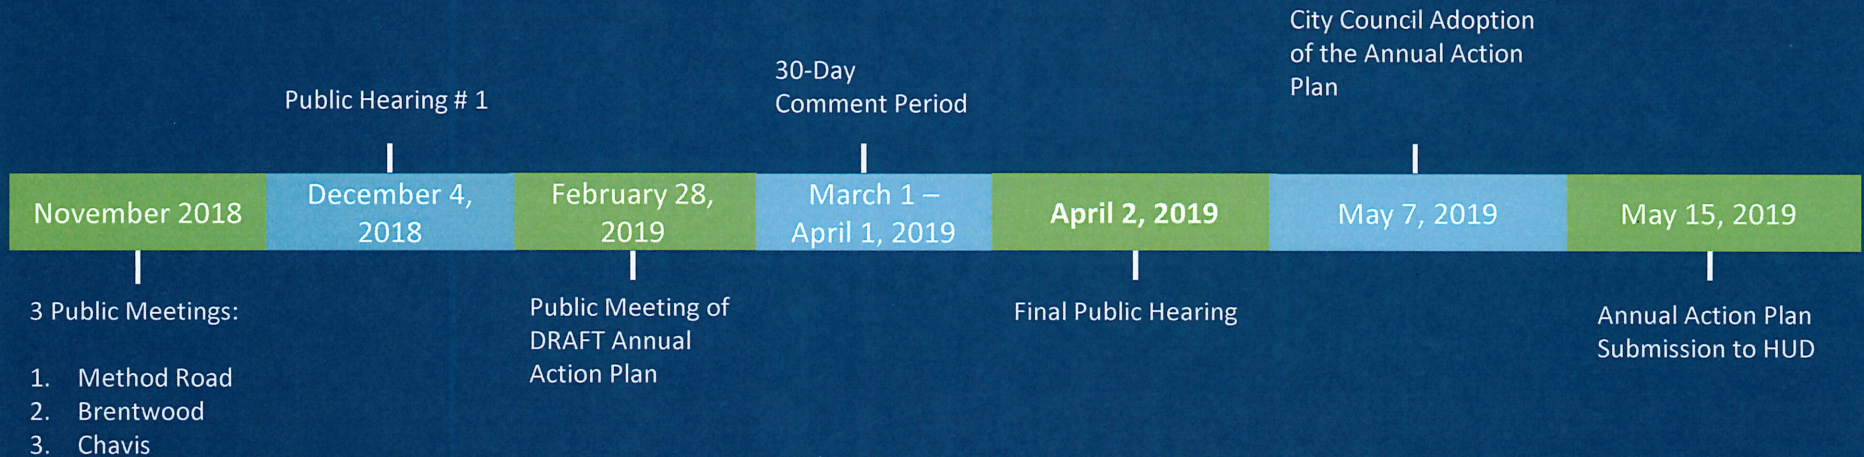 City Council Adoption
of the Annual Action
Plan
30-Day
Comment Period
Public Hearing # 1
November 2018
December 4,
2018
February 28,
2019
March 1 –
April 1, 2019
April 2, 2019
May 7, 2019
May 15, 2019
3 Public Meetings:
1. Method Road
2. Brentwood
3. Chavis
Public Meeting of
DRAFT Annual
Action Plan
Final Public Hearing
Annual Action Plan
Submission to HUD